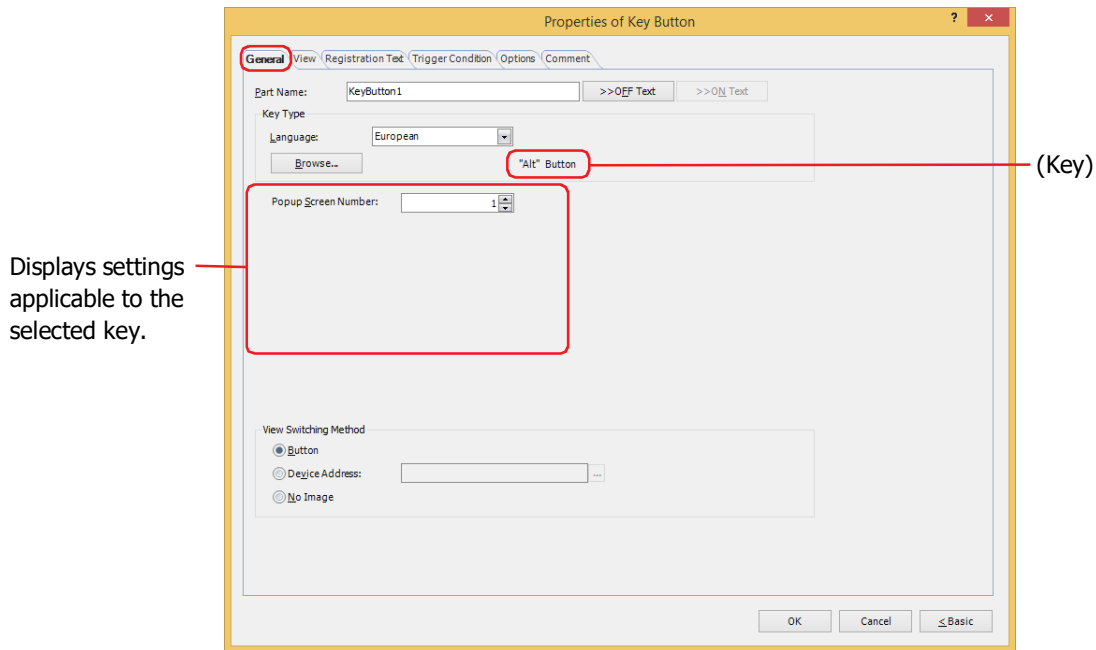 Properties of Key Button
?
×
General View Registration Text Trigger Condition Options Comment
Part Name: KeyButton1 >>OFF Text >>ON Text
Key Type
Language: European
Browse... "Alt" Button
(Key)
Popup Screen Number: 1
Displays settings
applicable to the
selected key.
View Switching Method
Button
Device Address: ...
No Image
OK Cancel < Basic